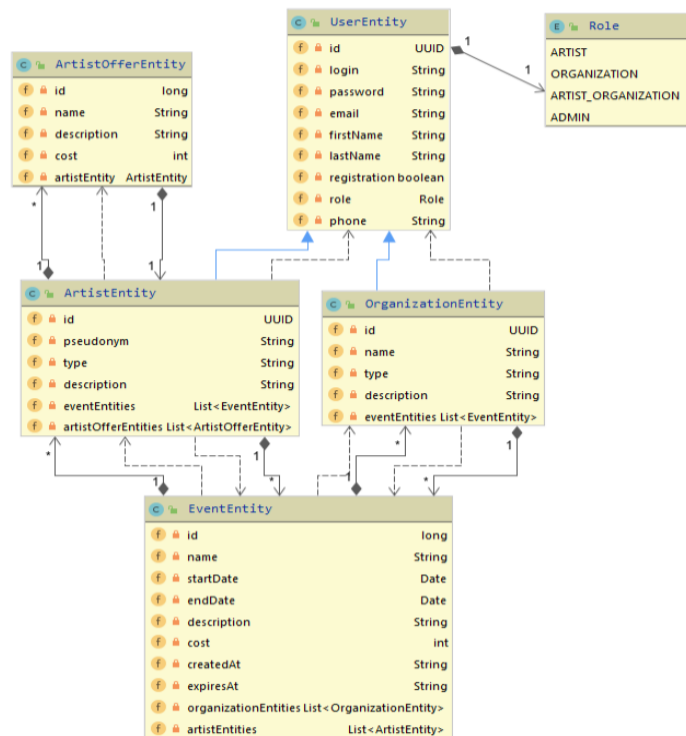 C UserEntity
f id UUID
f login String
f password String
f email String
f firstName String
f lastName String
f registration boolean
f role Role
f phone String
E Role
ARTIST
ORGANIZATION
ARTIST_ORGANIZATION
ADMIN
1
1
C ArtistOfferEntity
f id long
f name String
f description String
f cost int
f artistEntity ArtistEntity
*
1
1
1
C ArtistEntity
f id UUID
f pseudonym String
f type String
f description String
f eventEntities List<EventEntity>
f artistOfferEntities List<ArtistOfferEntity>
C OrganizationEntity
f id UUID
f name String
f type String
f description String
f eventEntities List<EventEntity>
*
1
1
*
*
1
1
*
C EventEntity
f id long
f name String
f startDate Date
f endDate Date
f description String
f cost int
f createdAt String
f expiresAt String
f organizationEntities List<OrganizationEntity>
f artistEntities List<ArtistEntity>